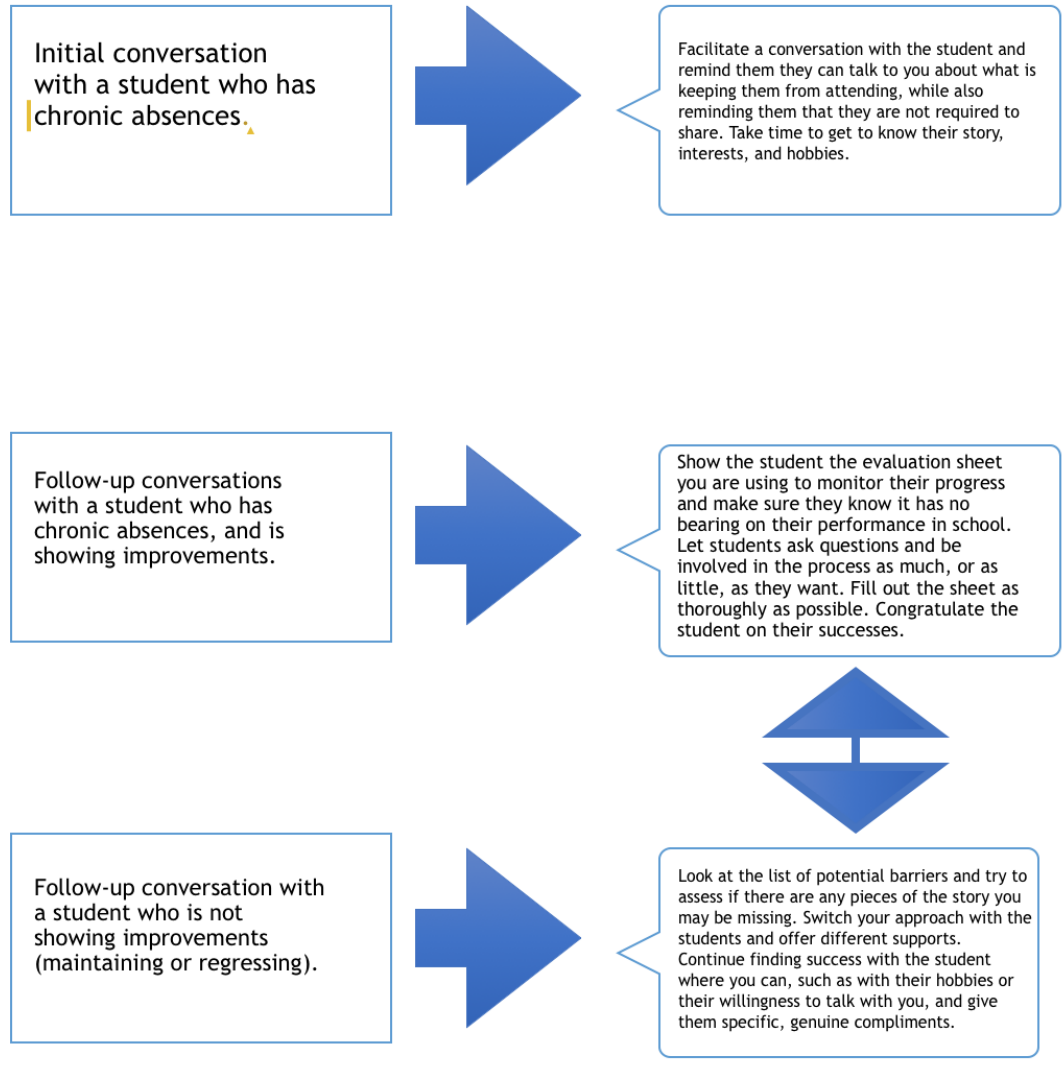 Initial conversation
with a student who has
chronic absences.
Facilitate a conversation with the student and
remind them they can talk to you about what is
keeping them from attending, while also
reminding them that they are not required to
share. Take time to get to know their story,
interests, and hobbies.
Follow-up conversations
with a student who has
chronic absences, and is
showing improvements.
Show the student the evaluation sheet
you are using to monitor their progress
and make sure they know it has no
bearing on their performance in school.
Let students ask questions and be
involved in the process as much, or as
little, as they want. Fill out the sheet as
thoroughly as possible. Congratulate the
student on their successes.
Follow-up conversation with
a student who is not
showing improvements
(maintaining or regressing).
Look at the list of potential barriers and try to
assess if there are any pieces of the story you
may be missing. Switch your approach with the
students and offer different supports.
Continue finding success with the student
where you can, such as with their hobbies or
their willingness to talk with you, and give
them specific, genuine compliments.